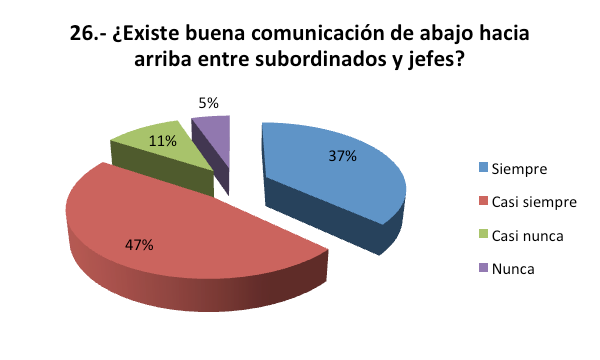 26.- ¿Existe buena comunicación de abajo hacia
arriba entre subordinados y jefes?
5%
11%
37%
47%
Siempre
Casi siempre
Casi nunca
Nunca